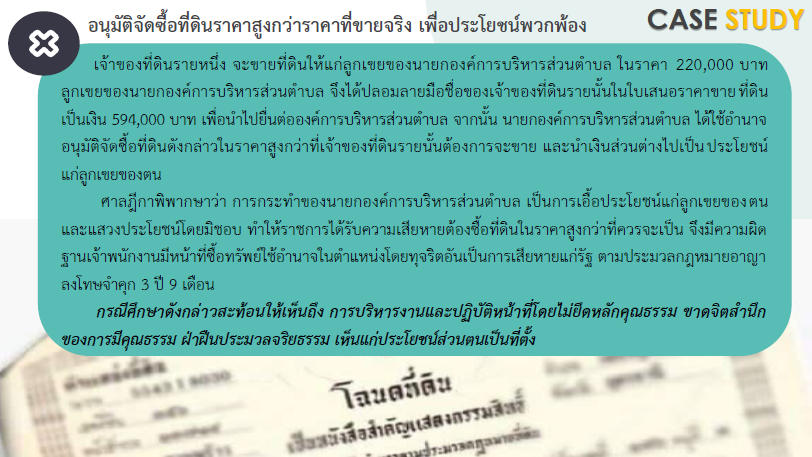 อนุมัติจัดซื้อที่ดินราคาสูงกว่าราคาที่ขายจริง เพื่อประโยชน์พวกพ้อง
CASE STUDY
เจ้าของที่ดินรายหนึ่ง จะขายที่ดินให้แก่ลูกเขยของนายกองค์การบริหารส่วนตำบล ในราคา 220,000 บาท
ลูกเขยของนายกองค์การบริหารส่วนตำบล จึงได้ปลอมลายมือชื่อของเจ้าของที่ดินรายนั้นในใบเสนอราคาขาย ที่ดิน
เป็นเงิน 594,000 บาท เพื่อนำไปยื่นต่อองค์การบริหารส่วนตำบล จากนั้น นายกองค์การบริหารส่วนตำบล ได้ใช้อำนาจ
อนุมัติจัดซื้อที่ดินดังกล่าวในราคาสูงกว่าที่เจ้าของที่ดินรายนั้นต้องการจะขาย และนำเงินส่วนต่างไปเป็น ประโยชน์
แก่ลูกเขยของตน
ศาลฎีกาพิพากษาว่า การกระทำของนายกองค์การบริหารส่วนตำบล เป็นการเอื้อประโยชน์แก่ลูกเขยของตน
และแสวงประโยชน์โดยมิชอบ ทำให้ราชการได้รับความเสียหายต้องซื้อที่ดินในราคาสูงกว่าที่ควรจะเป็น จึงมีความผิด
ฐานเจ้าพนักงานมีหน้าที่ซื้อทรัพย์ใช้อำนาจในตำแหน่งโดยทุจริตอันเป็นการเสียหายแก่รัฐ ตามประมวลกฎหมายอาญา
ลงโทษจำคุก 3 ปี 9 เดือน
กรณีศึกษาดังกล่าวสะท้อนให้เห็นถึง การบริหารงานและปฏิบัติหน้าที่โดยไม่ยึดหลักคุณธรรม ขาดจิตสำนึก
ของการมีคุณธรรม ฝ่าฝืนประมวลจริยธรรม เห็นแก่ประโยชน์ส่วนตนเป็นที่ตั้ง
โฉนดที่ดิน
เป็นหนังสือสำคัญแสดงกรรมสิทธิ์